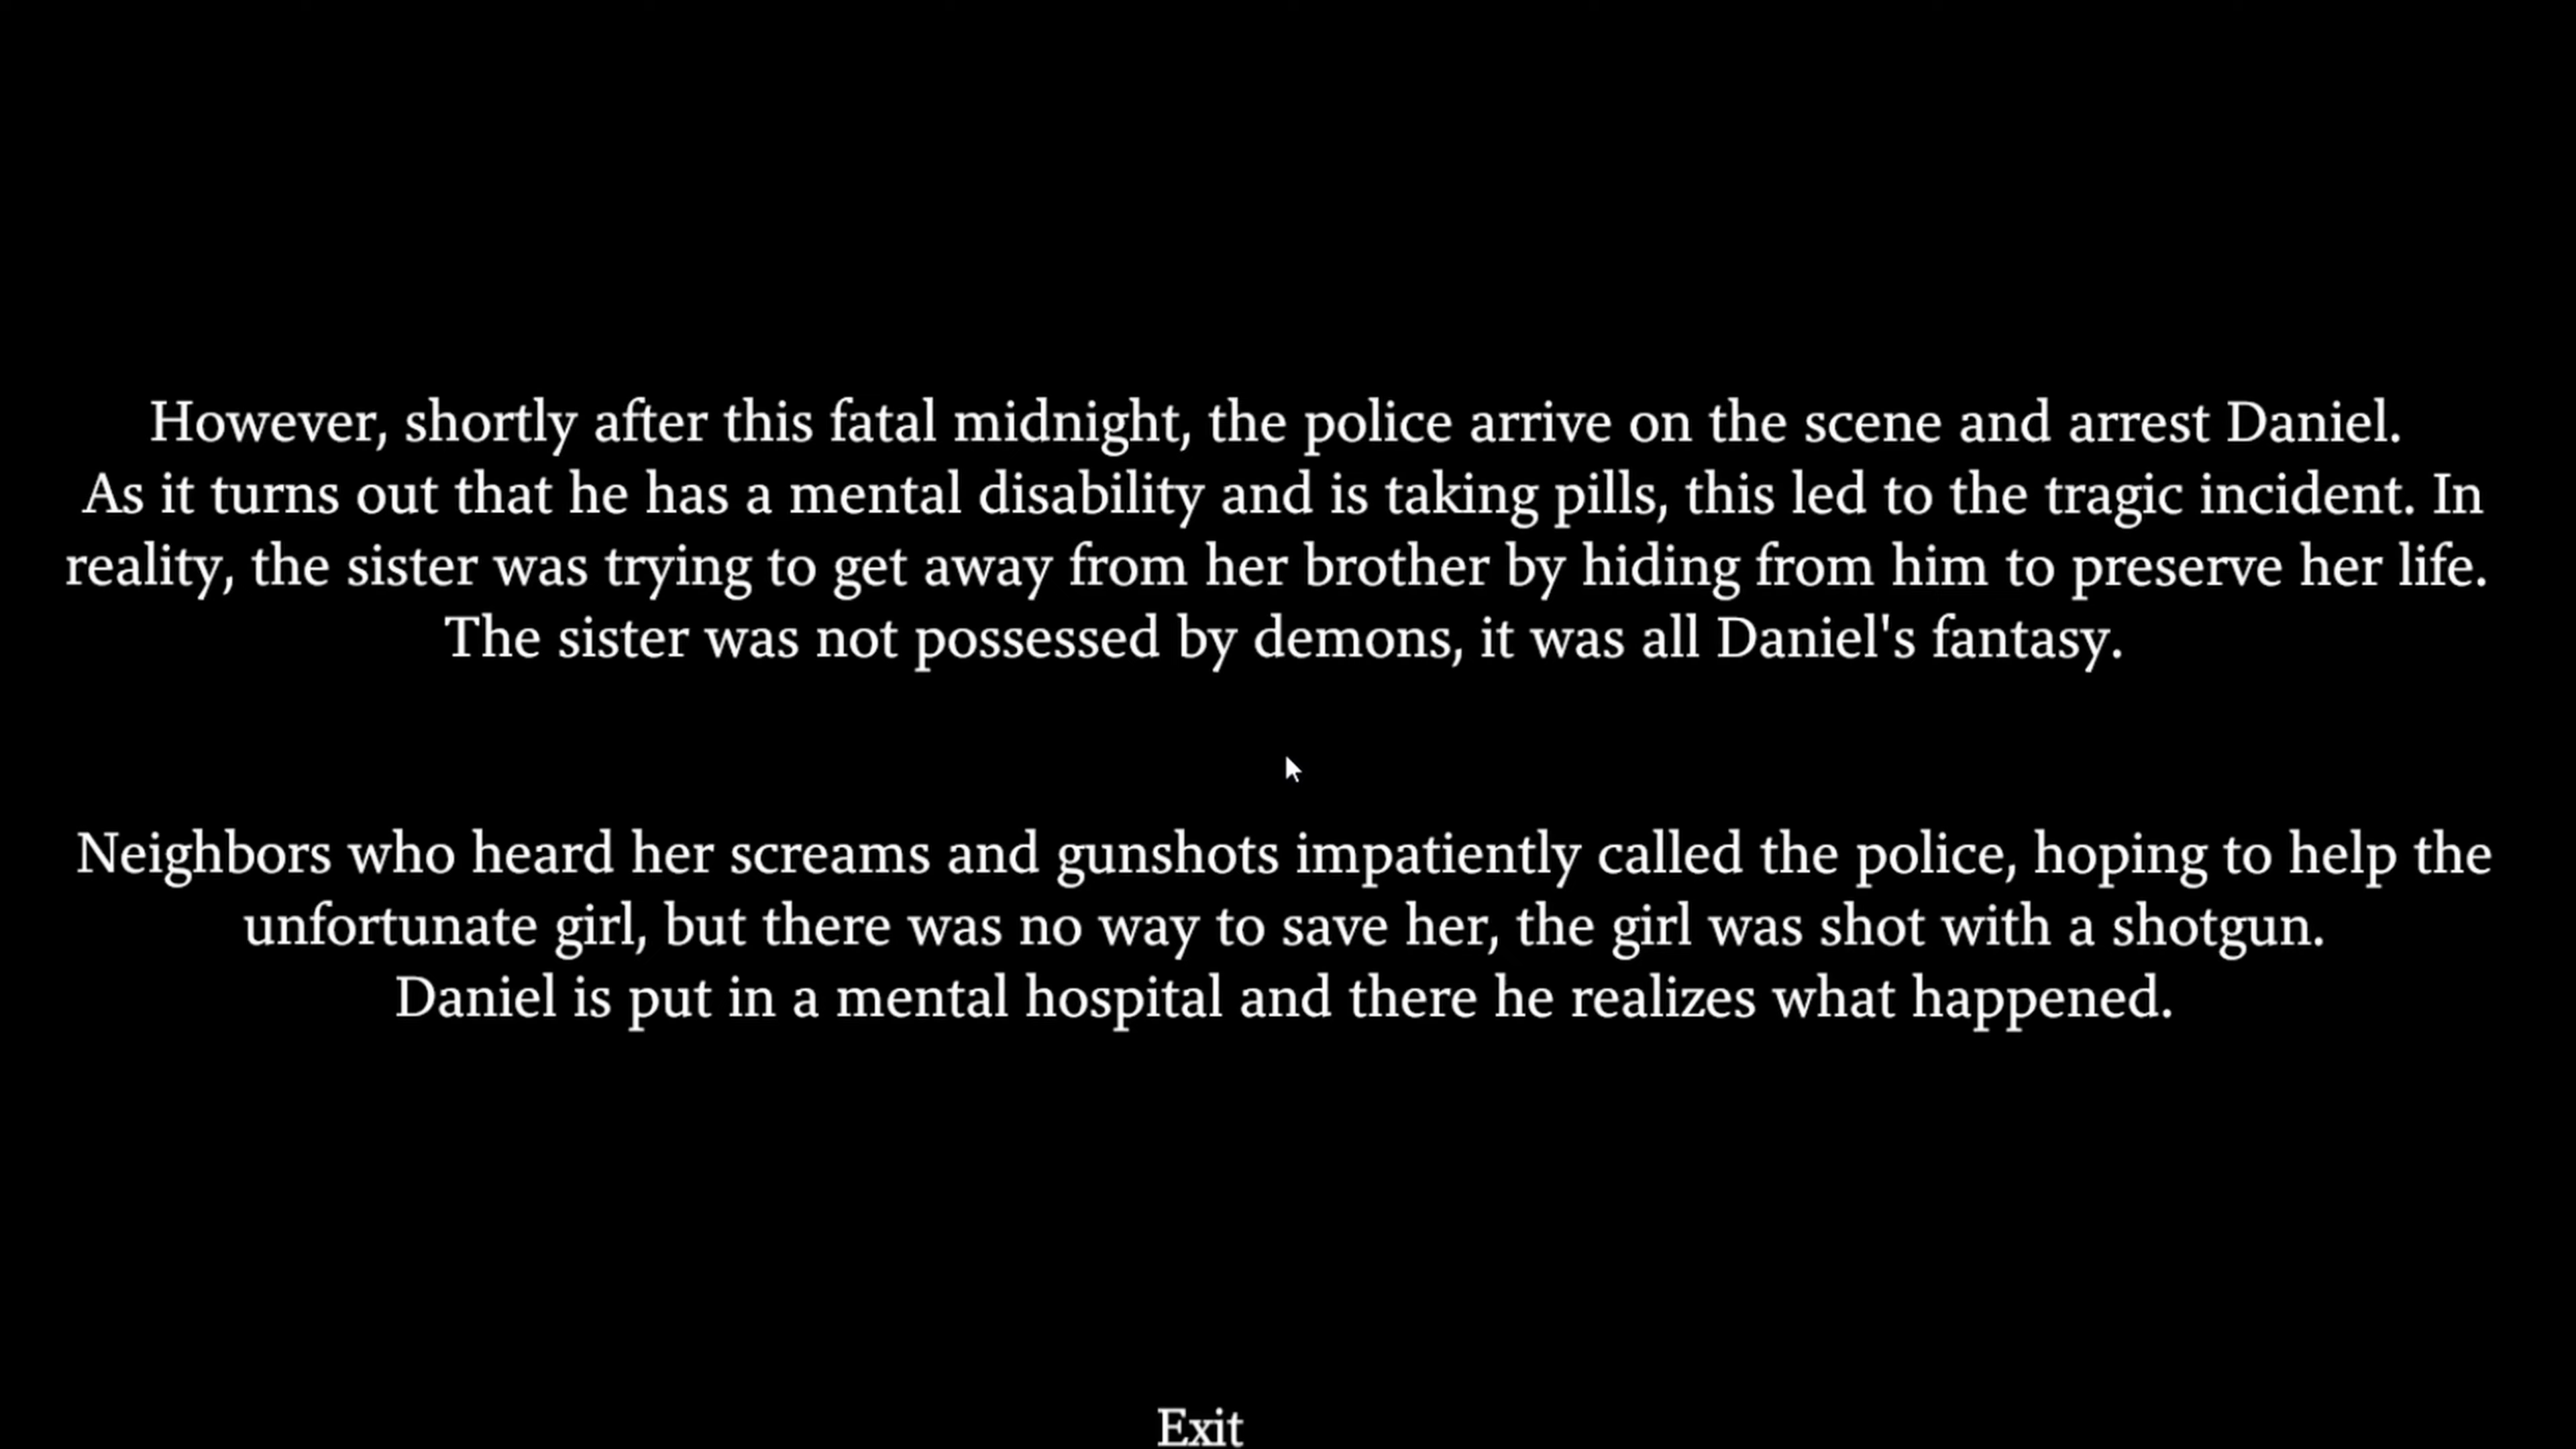 However, shortly after this fatal midnight, the police arrive on the scene and arrest Daniel.
As it turns out that he has a mental disability and is taking pills, this led to the tragic incident. In
reality, the sister was trying to get away from her brother by hiding from him to preserve her life.
The sister was not possessed by demons, it was all Daniel's fantasy.
Neighbors who heard her screams and gunshots impatiently called the police, hoping to help the
unfortunate girl, but there was no way to save her, the girl was shot with a shotgun.
Daniel is put in a mental hospital and there he realizes what happened.
Exit